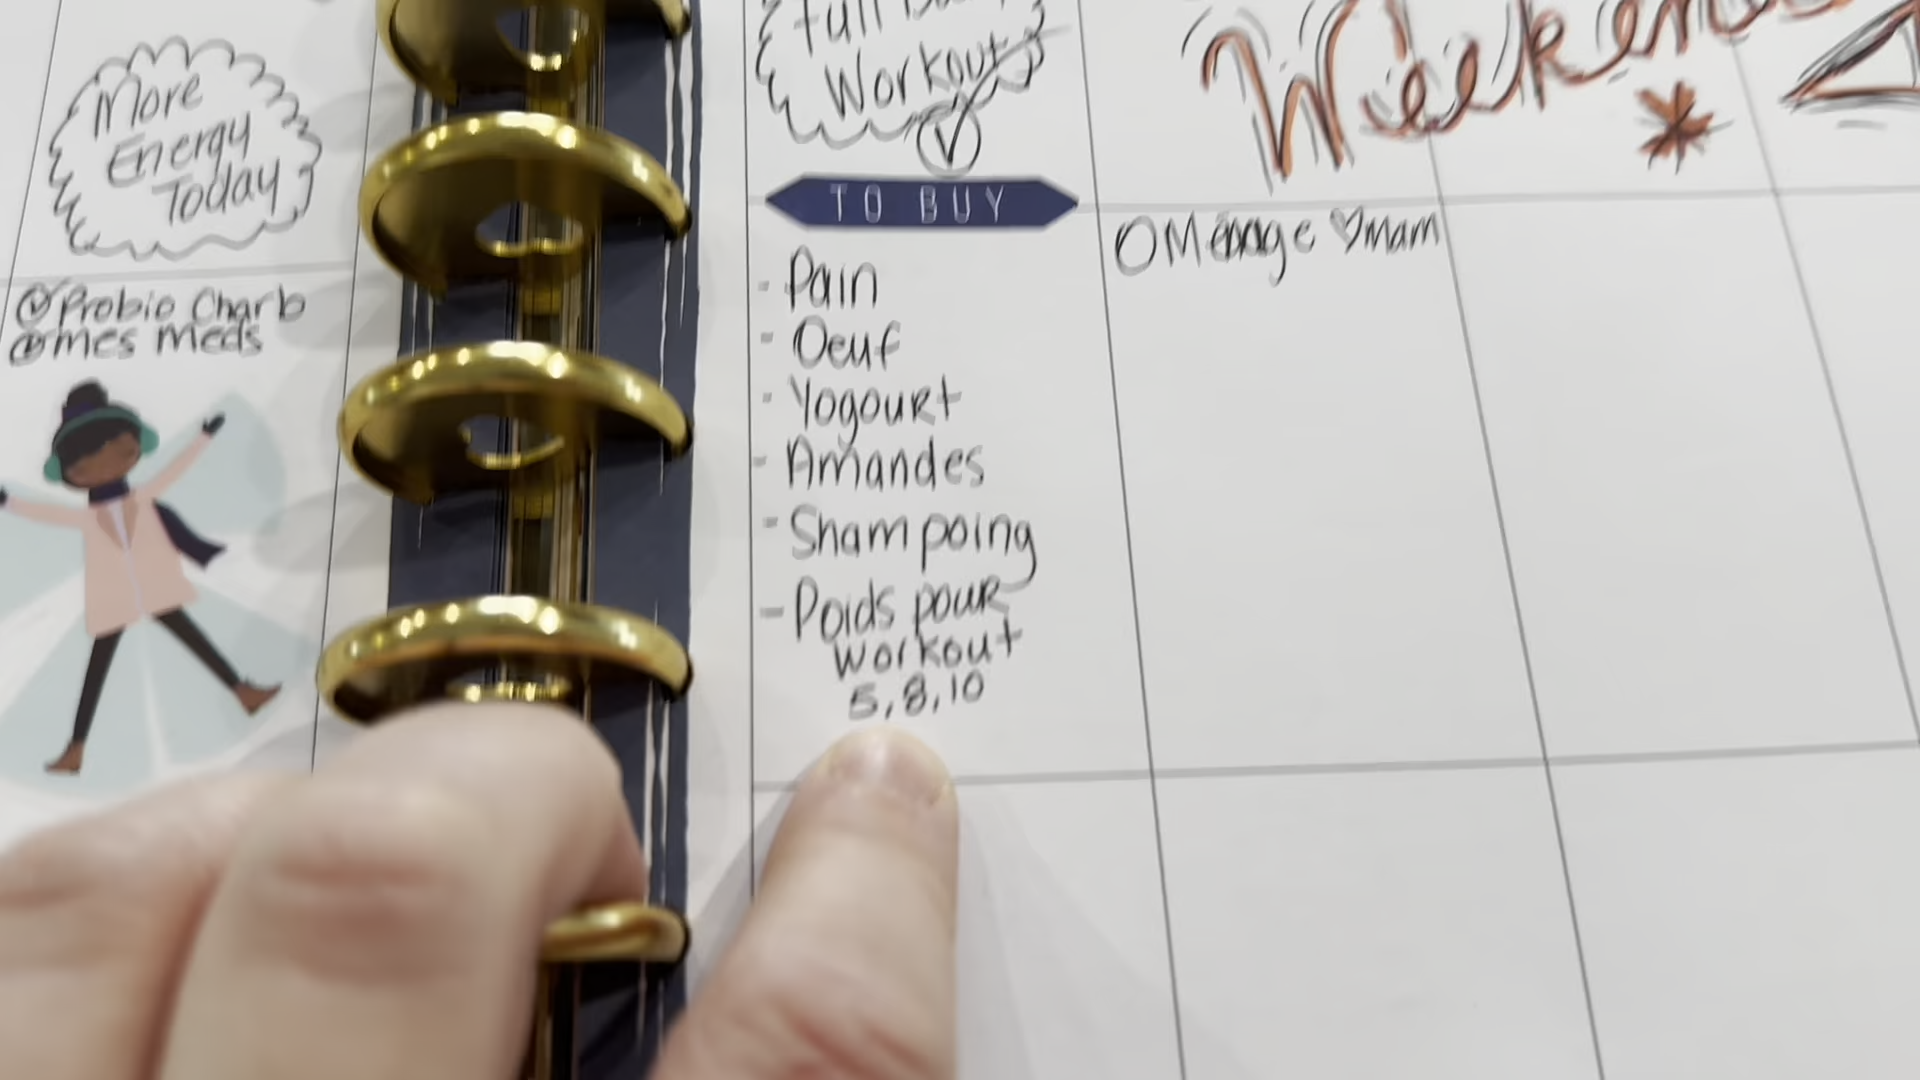 More
Energy
Today
Probio Charb
mes meds
Full
Workout
TO BUY
- Pain
- Oeuf
- Yogourt
- Amandes
- Shampoing
- Poids pour
workout
5,8,10
Weekend
Ménage ♡mam